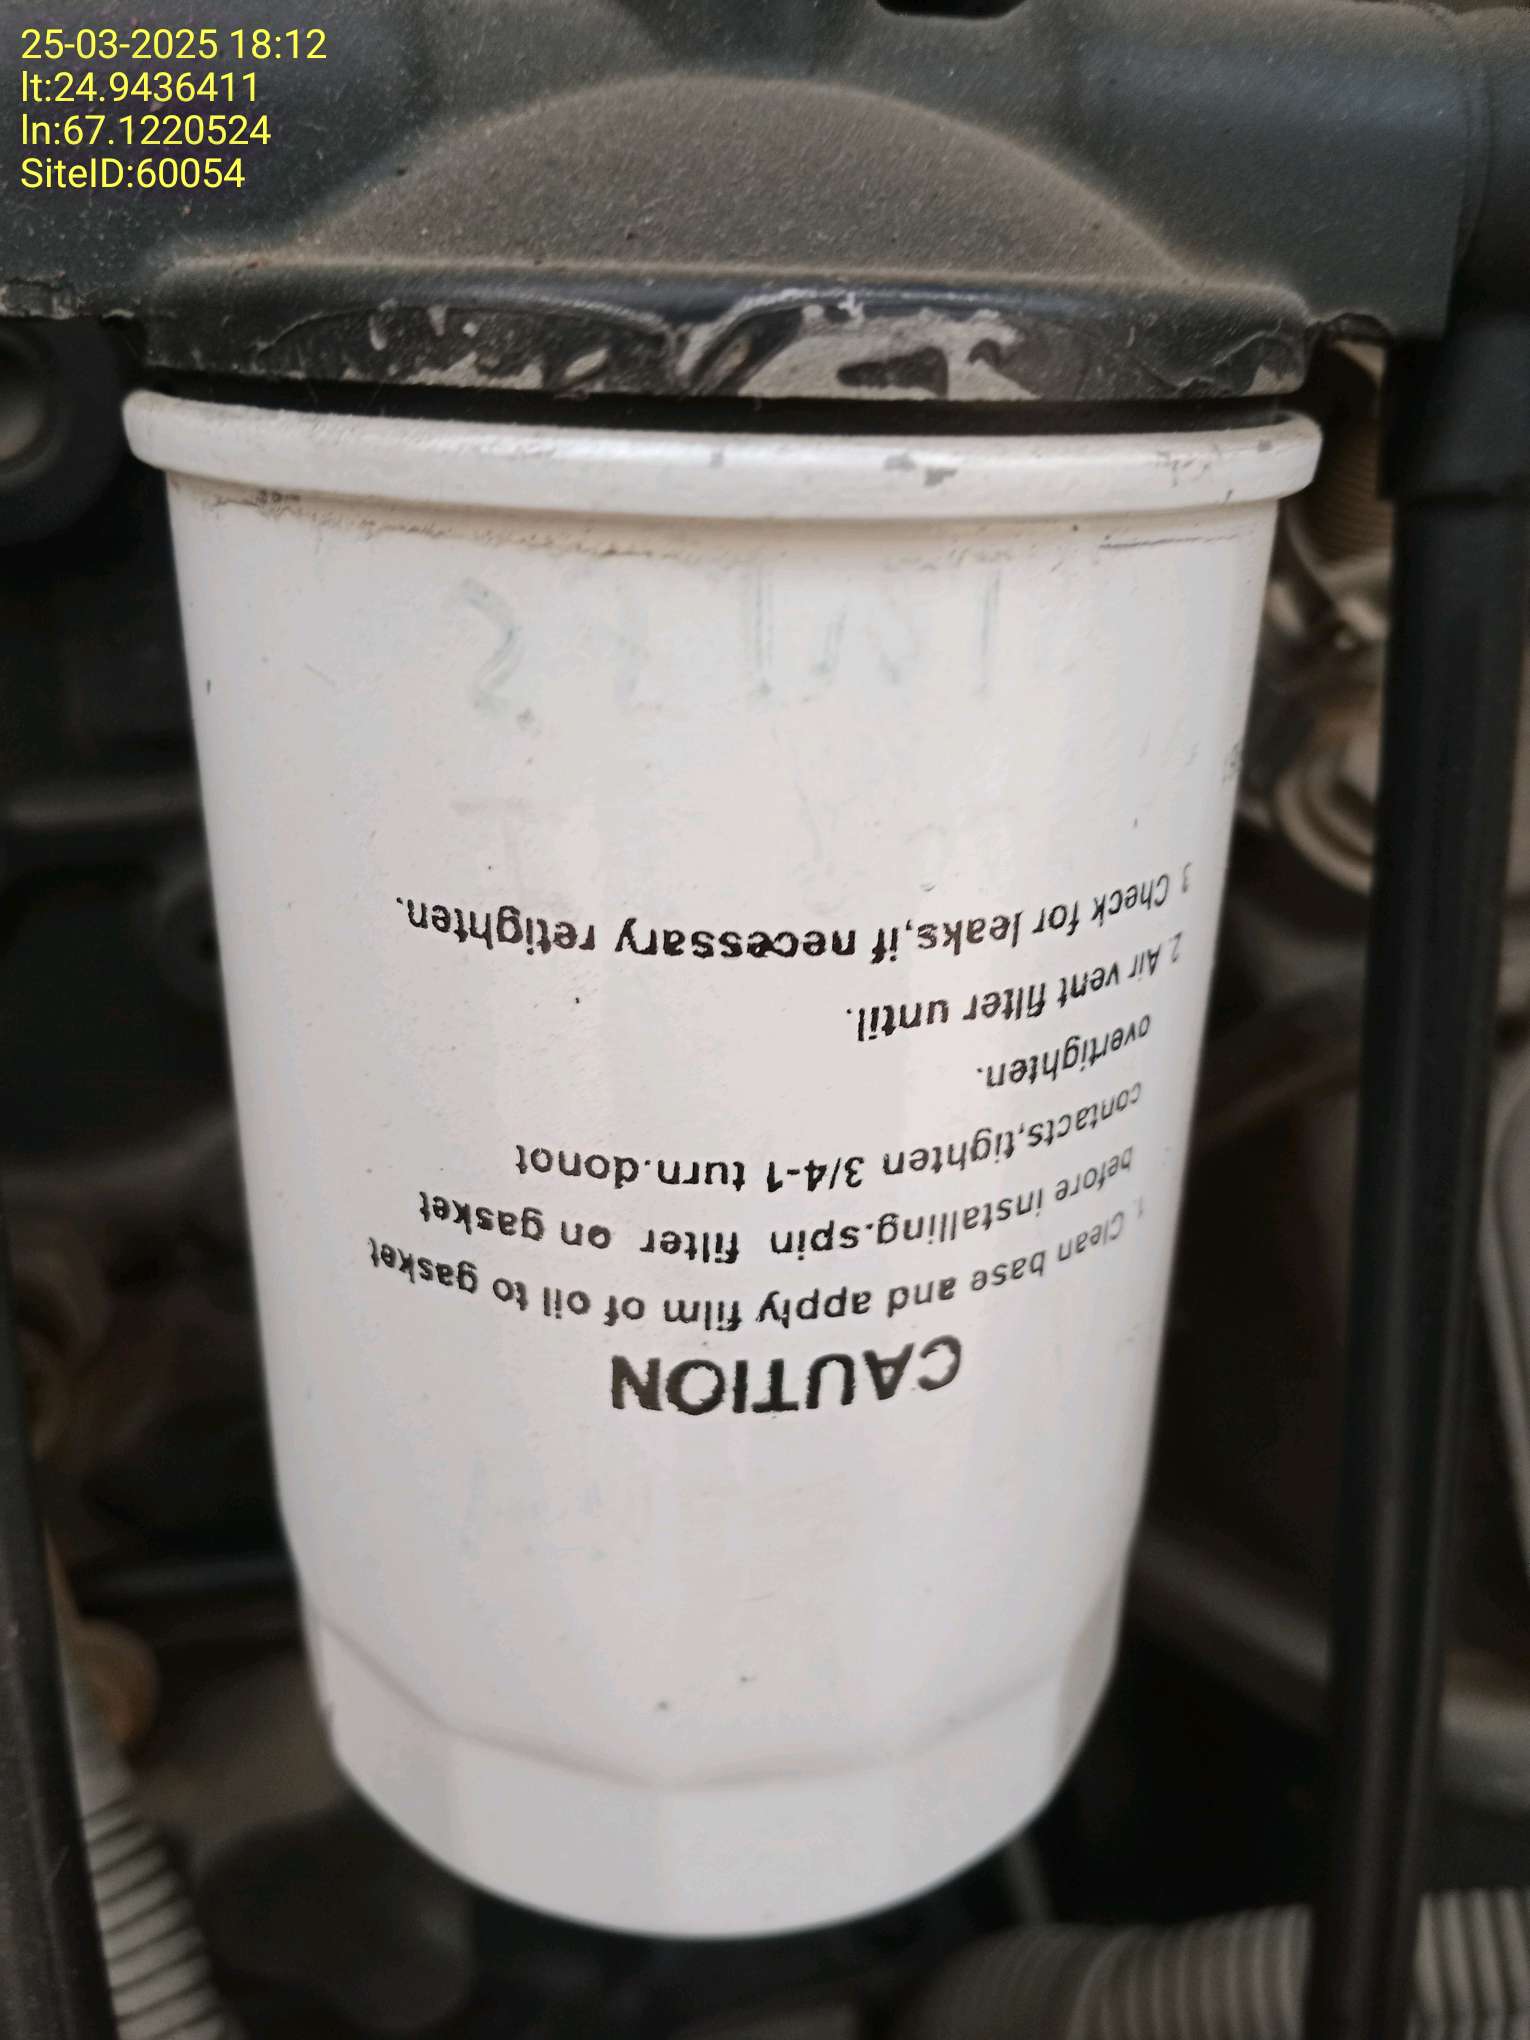 25-03-2025 18:12
lt:24.9436411
ln:67.1220524
SiteID:60054
CAUTION
1. Clean base and apply film of oil to gasket
before installing.spin filter on gasket
contacts,tighten 3/4-1 turn.donot
overtighten.
2 Air vent filter until.
3 Check for leaks,if necessary retighten.